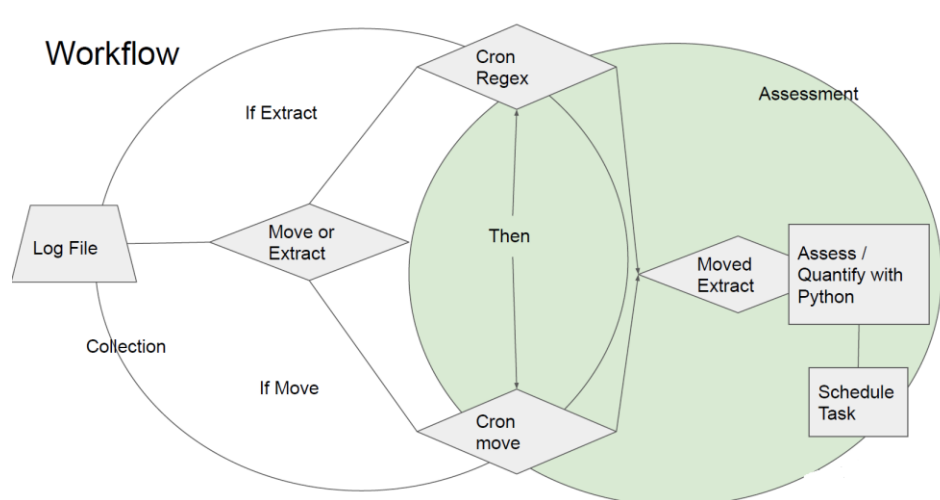 Workflow
Cron
Regex
Assessment
If Extract
Log File
Move or
Extract
Then
Moved
Extract
Assess /
Quantify with
Python
Collection
If Move
Schedule
Task
Cron
move